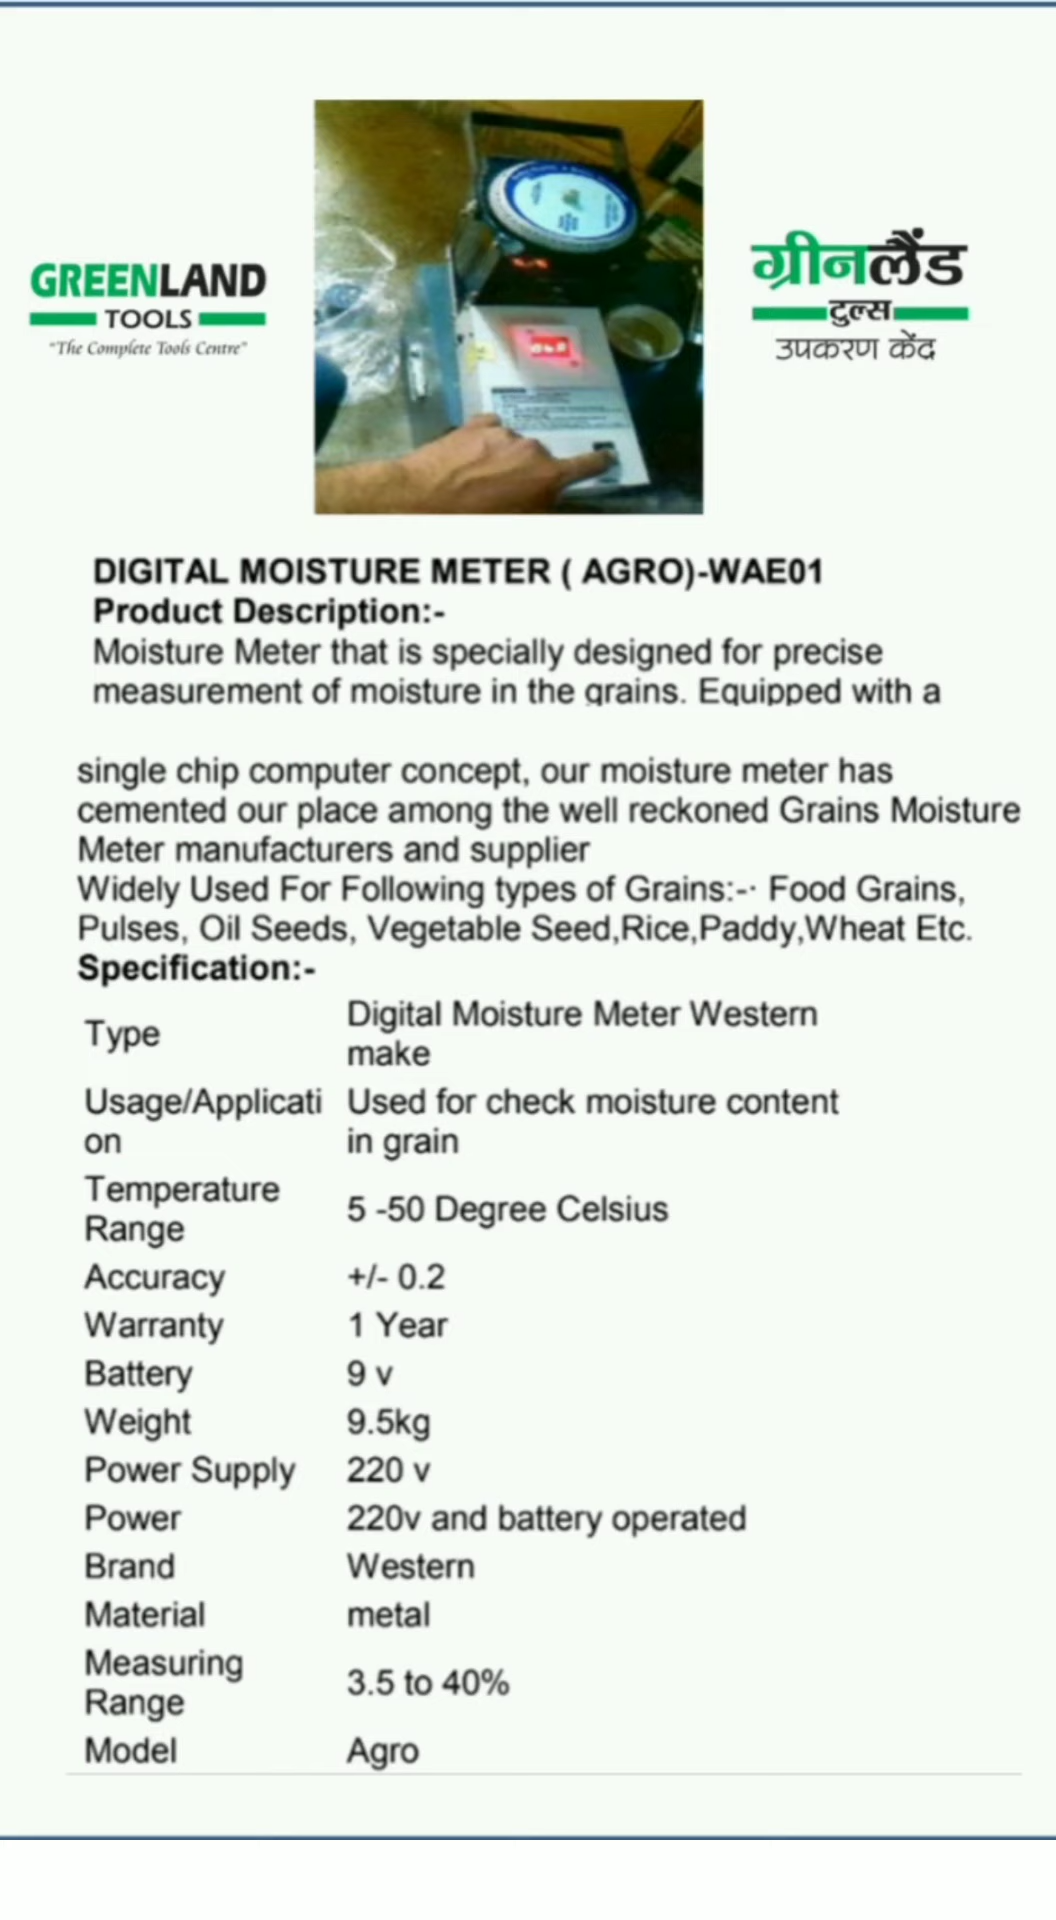 GREENLAND
TOOLS
"The Complete Tools Centre"
ग्रीनलैंड
टुल्स
उपकरण केंद
DIGITAL MOISTURE METER ( AGRO)-WAE01
Product Description:-
Moisture Meter that is specially designed for precise
measurement of moisture in the grains. Equipped with a
single chip computer concept, our moisture meter has
cemented our place among the well reckoned Grains Moisture
Meter manufacturers and supplier
Widely Used For Following types of Grains:-· Food Grains,
Pulses, Oil Seeds, Vegetable Seed,Rice,Paddy,Wheat Etc.
Specification:-
Type Digital Moisture Meter Western
make
Usage/Applicati Used for check moisture content
on in grain
Temperature
Range 5 -50 Degree Celsius
Accuracy +/- 0.2
Warranty 1 Year
Battery 9 v
Weight 9.5kg
Power Supply 220 v
Power 220v and battery operated
Brand Western
Material metal
Measuring
Range 3.5 to 40%
Model Agro